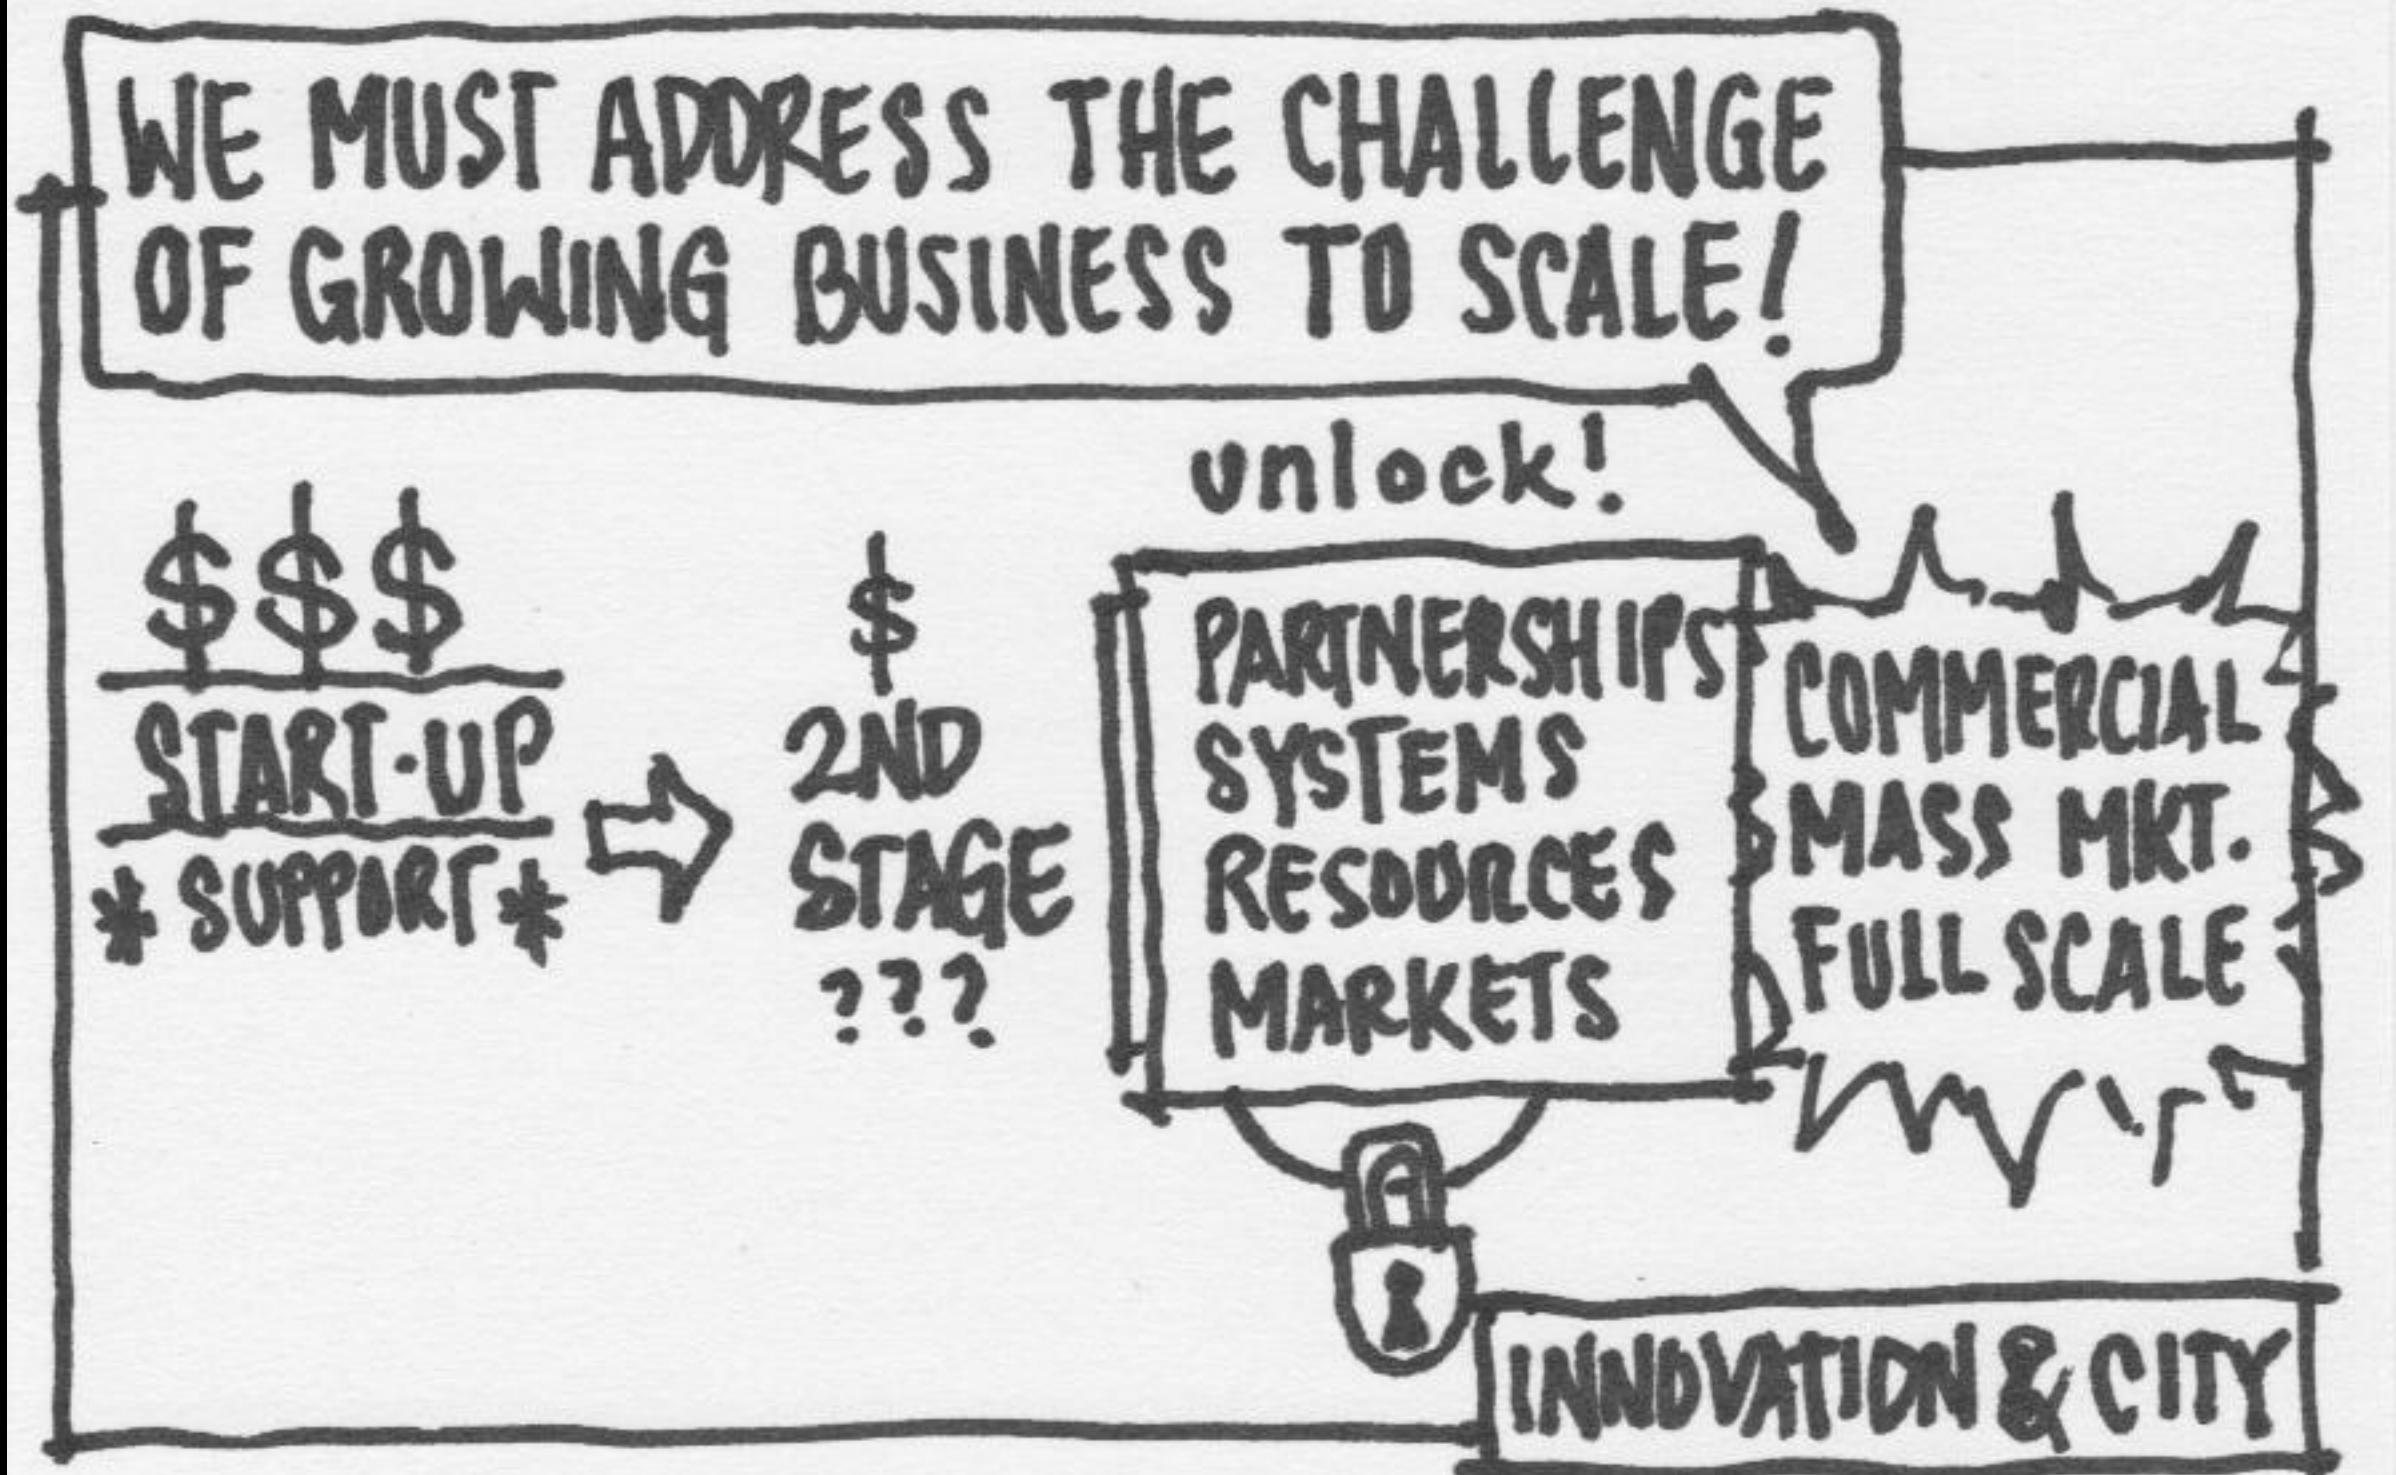 WE MUST ADDRESS THE CHALLENGE
OF GROWING BUSINESS TO SCALE!
$$$
START-UP
* SUPPORT *
$
2ND
STAGE
???
unlock!
PARTNERSHIPS
SYSTEMS
RESOURCES
MARKETS
COMMERCIAL
MASS MKT.
FULL SCALE
INNOVATION & CITY